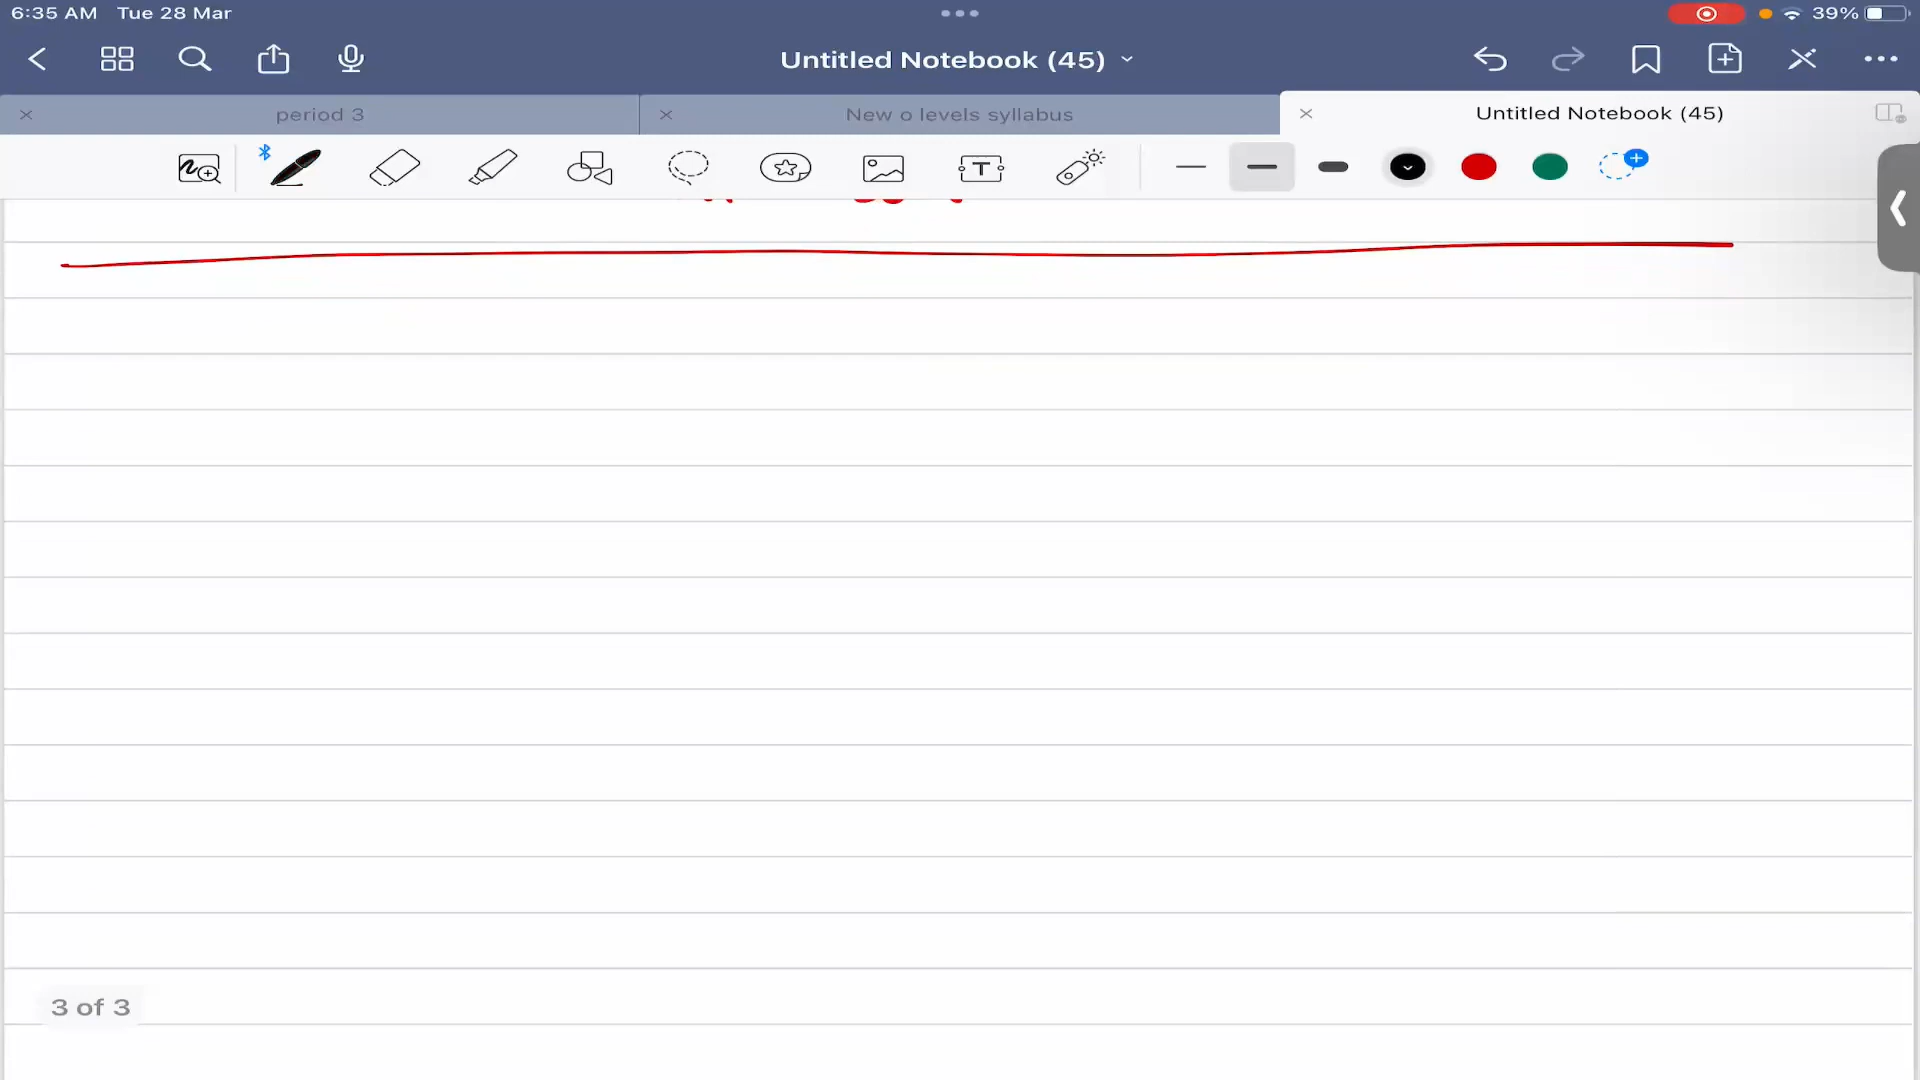 6:35 AM Tue 28 Mar
39%
Untitled Notebook (45)
period 3
New o levels syllabus
Untitled Notebook (45)
T
3 of 3